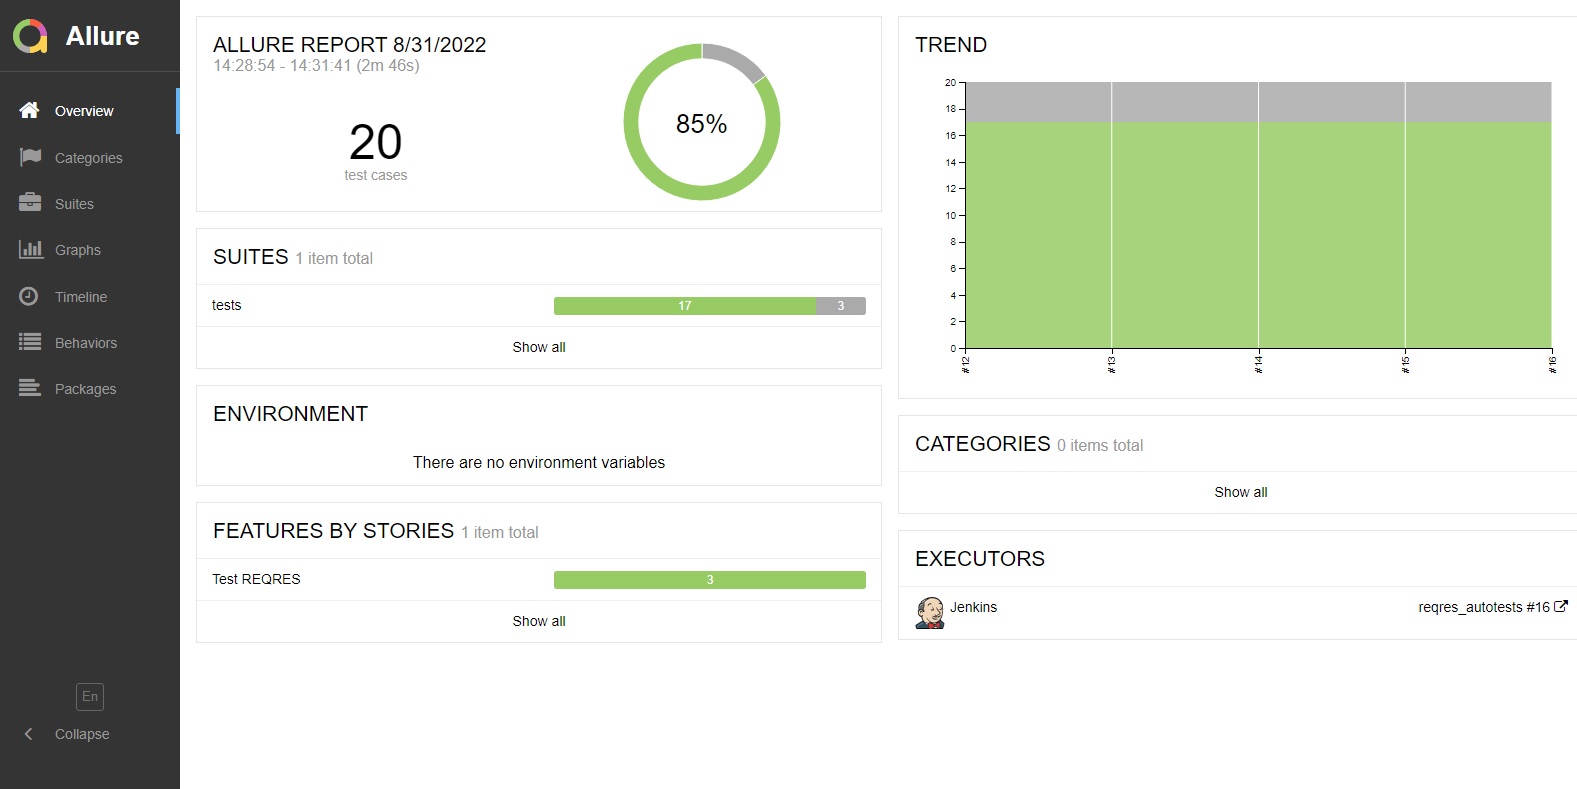 Allure
Overview
Categories
Suites
Graphs
Timeline
Behaviors
Packages
En
Collapse
ALLURE REPORT 8/31/2022
14:28:54 - 14:31:41 (2m 46s)
20
test cases
85%
SUITES 1 item total
tests 17 3
Show all
ENVIRONMENT
There are no environment variables
FEATURES BY STORIES 1 item total
Test REQRES 3
Show all
TREND
20
18
16
14
12
10
8
6
4
2
0
#12 #13 #14 #15 #16
CATEGORIES 0 items total
Show all
EXECUTORS
Jenkins reqres_autotests #16